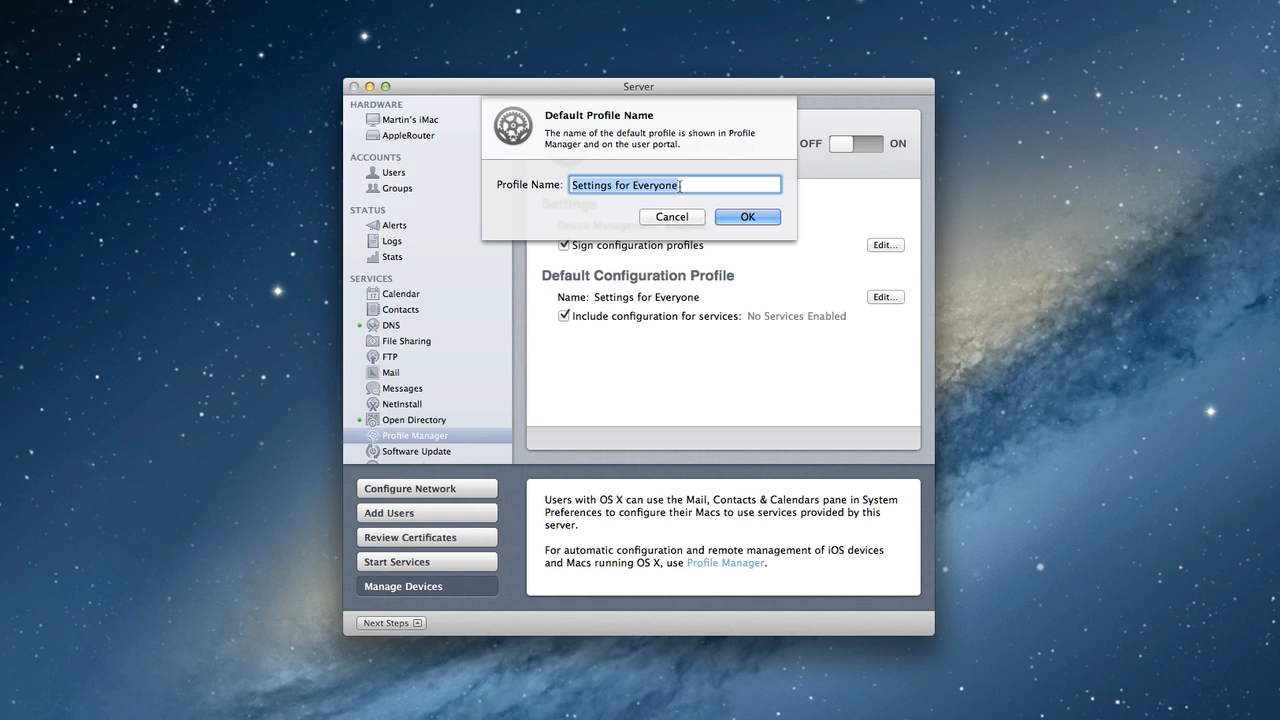 Server
HARDWARE
Martin's iMac
AppleRouter
ACCOUNTS
Users
Groups
STATUS
Alerts
Logs
Stats
SERVICES
Calendar
Contacts
DNS
File Sharing
FTP
Mail
Messages
NetInstall
Open Directory
Profile Manager
Software Update
Default Profile Name
The name of the default profile is shown in Profile
Manager and on the user portal.
Profile Name: Settings for Everyone
Cancel OK
OFF ON
Settings
Sign configuration profiles Edit...
Default Configuration Profile
Name: Settings for Everyone Edit...
Include configuration for services: No Services Enabled
Configure Network
Add Users
Review Certificates
Start Services
Manage Devices
Users with OS X can use the Mail, Contacts & Calendars pane in System
Preferences to configure their Macs to use services provided by this
server.
For automatic configuration and remote management of iOS devices
and Macs running OS X, use Profile Manager.
Next Steps